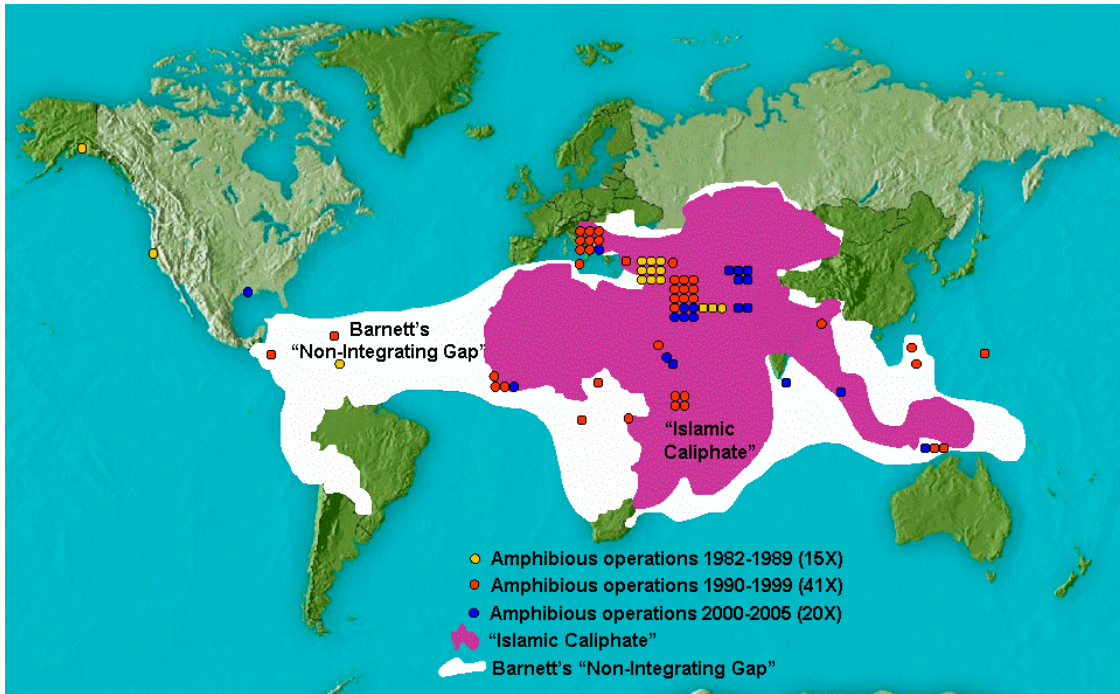 Barnett's
"Non-Integrating Gap"
"Islamic
Caliphate"
Amphibious operations 1982-1989 (15X)
Amphibious operations 1990-1999 (41X)
Amphibious operations 2000-2005 (20X)
"Islamic Caliphate"
Barnett's "Non-Integrating Gap"